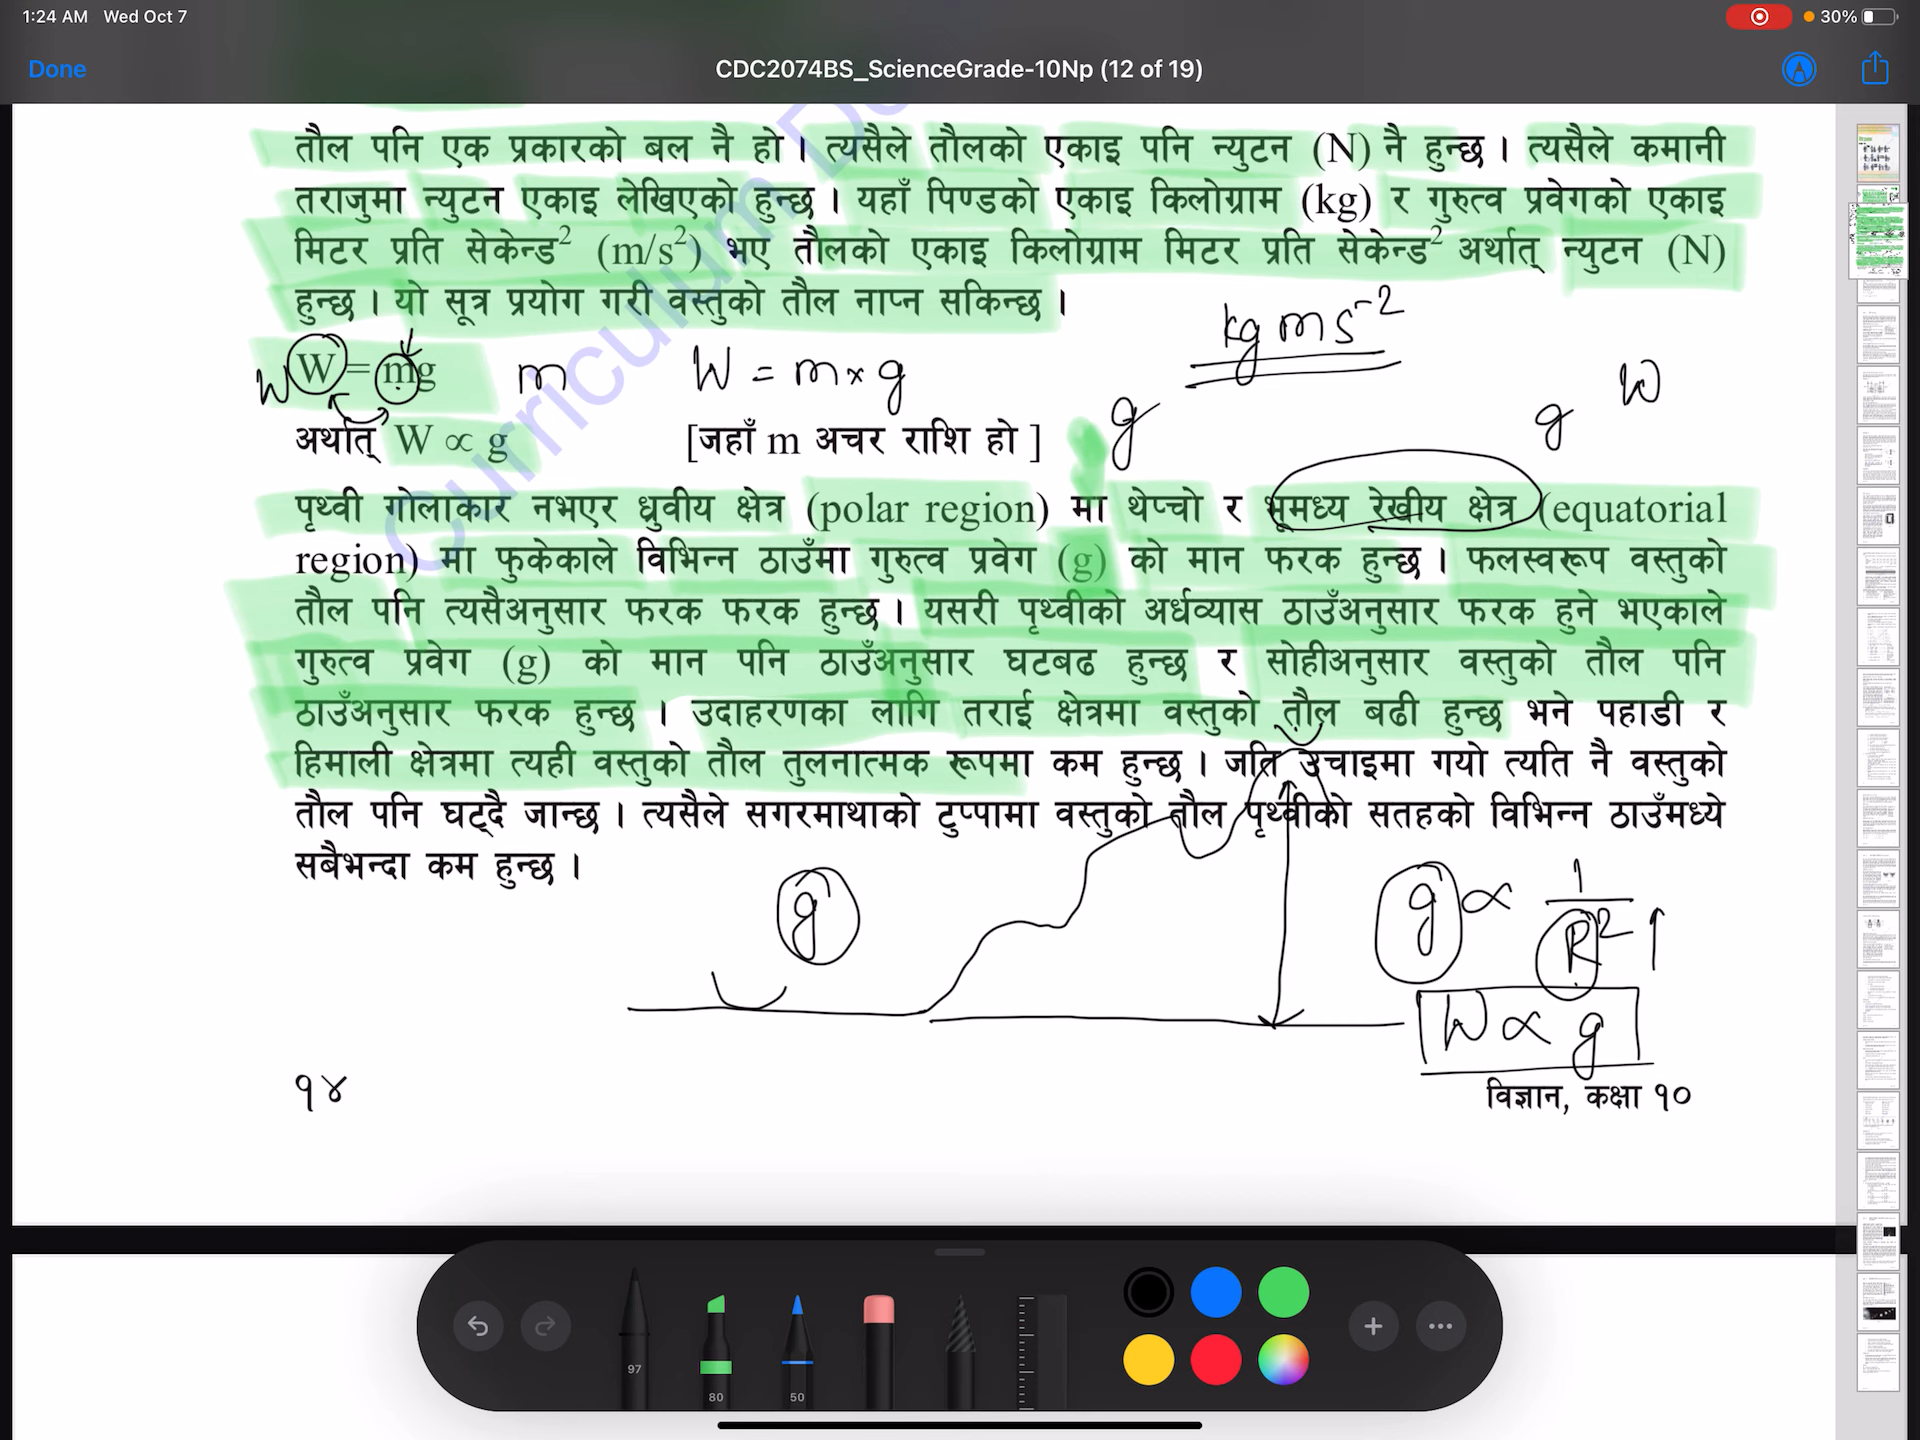 1:24 AM Wed Oct 7
30%
Done
CDC2074BS_ScienceGrade-10Np (12 of 19)
तौल पनि एक प्रकारको बल नै हो । त्यसैले तौलको एकाइ पनि न्युटन (N) नै हुन्छ । त्यसैले कमानी
तराजुमा न्युटन एकाइ लेखिएको हुन्छ । यहाँ पिण्डको एकाइ किलोग्राम (kg) र गुरुत्व प्रवेगको एकाइ
मिटर प्रति सेकेन्ड² (m/s²) भए तौलको एकाइ किलोग्राम मिटर प्रति सेकेन्ड² अर्थात् न्युटन (N)
हुन्छ । यो सूत्र प्रयोग गरी वस्तुको तौल नाप्न सकिन्छ ।
kg m s⁻²
W W = mg m W = m × g
g g W
अर्थात् W ∝ g [जहाँ m अचर राशि हो ]
पृथ्वी गोलाकार नभएर ध्रुवीय क्षेत्र (polar region) मा थेप्चो र भूमध्य रेखीय क्षेत्र (equatorial
region) मा फुकेकाले विभिन्न ठाउँमा गुरुत्व प्रवेग (g) को मान फरक हुन्छ । फलस्वरूप वस्तुको
तौल पनि त्यसैअनुसार फरक फरक हुन्छ । यसरी पृथ्वीको अर्धव्यास ठाउँअनुसार फरक हुने भएकाले
गुरुत्व प्रवेग (g) को मान पनि ठाउँअनुसार घटबढ हुन्छ र सोहीअनुसार वस्तुको तौल पनि
ठाउँअनुसार फरक हुन्छ । उदाहरणका लागि तराई क्षेत्रमा वस्तुको तौल बढी हुन्छ भने पहाडी र
हिमाली क्षेत्रमा त्यही वस्तुको तौल तुलनात्मक रूपमा कम हुन्छ । जति उचाइमा गयो त्यति नै वस्तुको
तौल पनि घट्दै जान्छ । त्यसैले सगरमाथाको टुप्पामा वस्तुको तौल पृथ्वीको सतहको विभिन्न ठाउँमध्ये
सबैभन्दा कम हुन्छ ।
g g ∝ 1/R² ↑
W ∝ g
१४
विज्ञान, कक्षा १०
Curriculum D
97
80
50